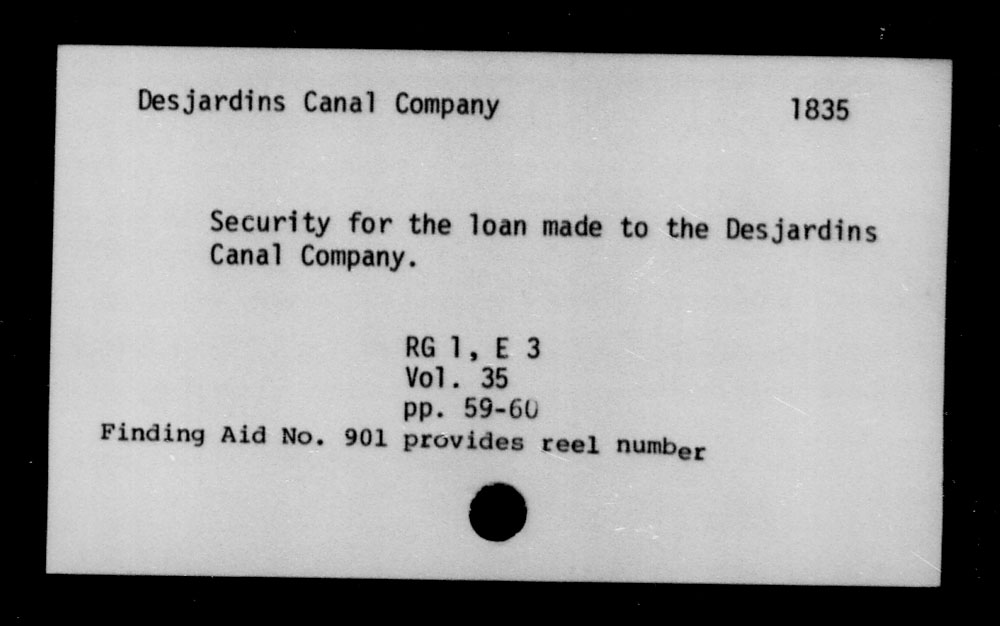 Desjardins Canal Company 1835
Security for the loan made to the Desjardins
Canal Company.
RG 1, E 3
Vol. 35
pp. 59-60
Finding Aid No. 901 provides reel number